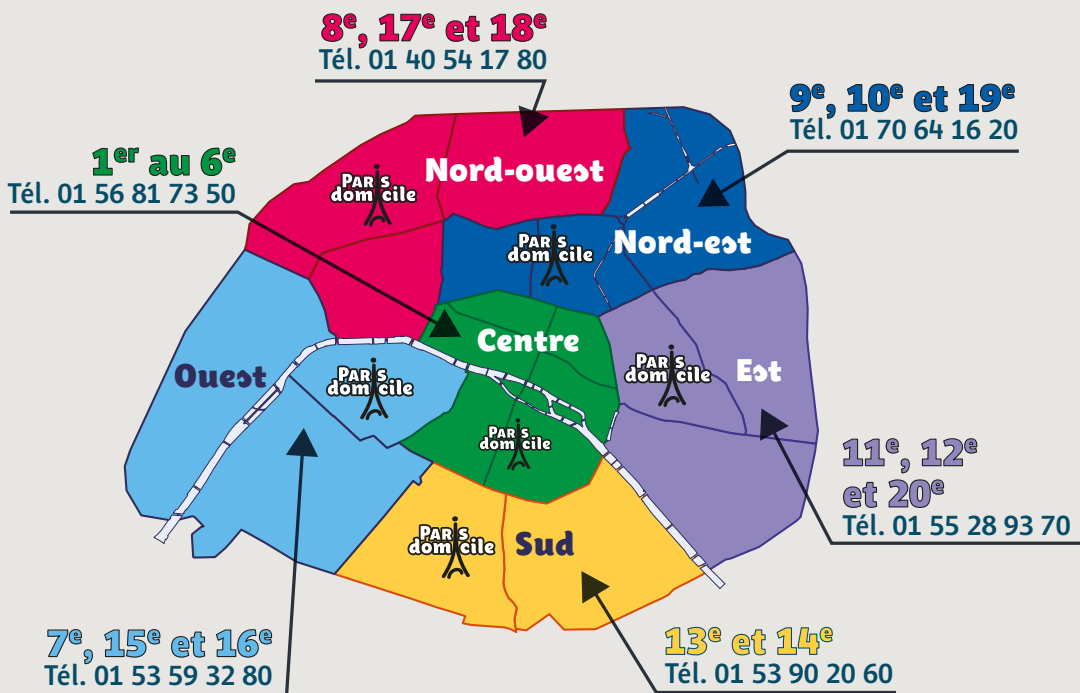 8e, 17e et 18e
Tél. 01 40 54 17 80
9e, 10e et 19e
Tél. 01 70 64 16 20
1er au 6e
Tél. 01 56 81 73 50
Nord-ouest
PARIS
domicile
Nord-est
PARIS
domicile
Centre
PARIS
domicile
Ouest
PARIS
domicile
Est
PARIS
domicile
11e, 12e
et 20e
Tél. 01 55 28 93 70
Sud
PARIS
domicile
7e, 15e et 16e
Tél. 01 53 59 32 80
13e et 14e
Tél. 01 53 90 20 60